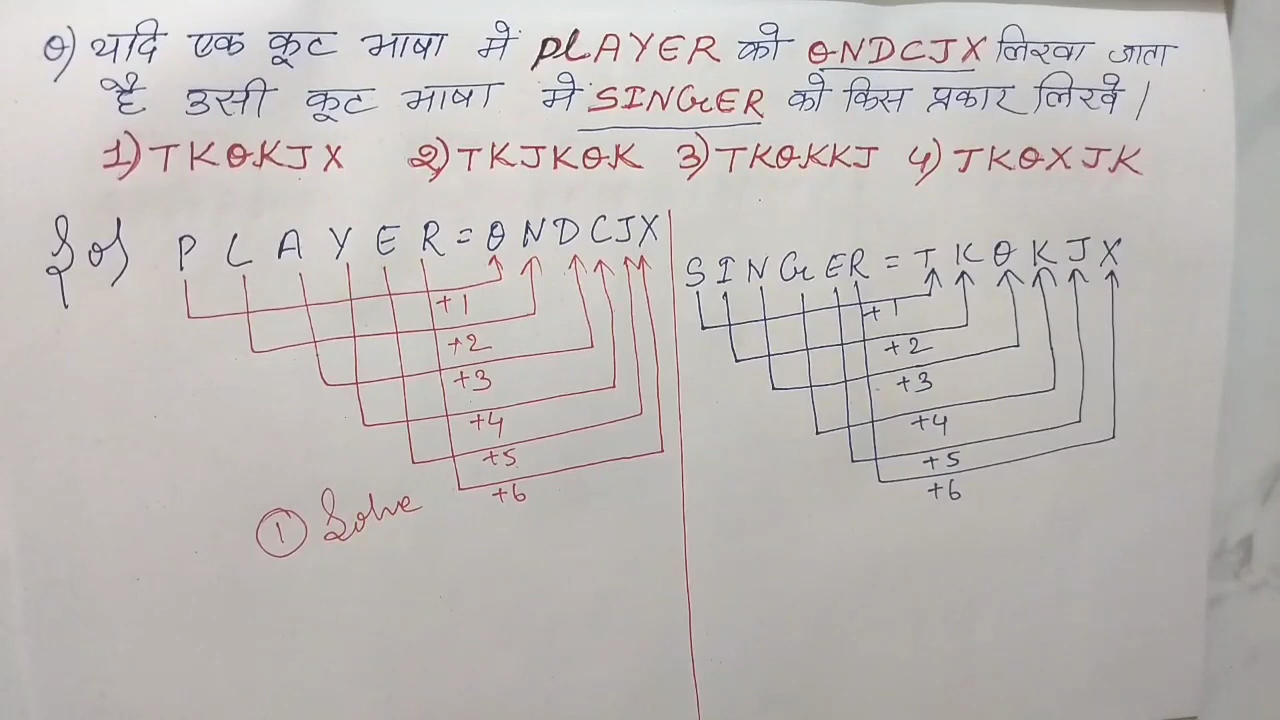 Q) यदि एक कूट भाषा में PLAYER को QNDCJX लिखा जाता
है उसी कूट भाषा में SINGER को किस प्रकार लिखे।
1) TKQKJX 2) TKJKQK 3) TKQKKJ 4) JKQXJK
Sol PLAYER = QNDCJX
+1
+2
+3
+4
+5
+6
① Solve
SINGER = TKQKJX
+1
+2
+3
+4
+5
+6